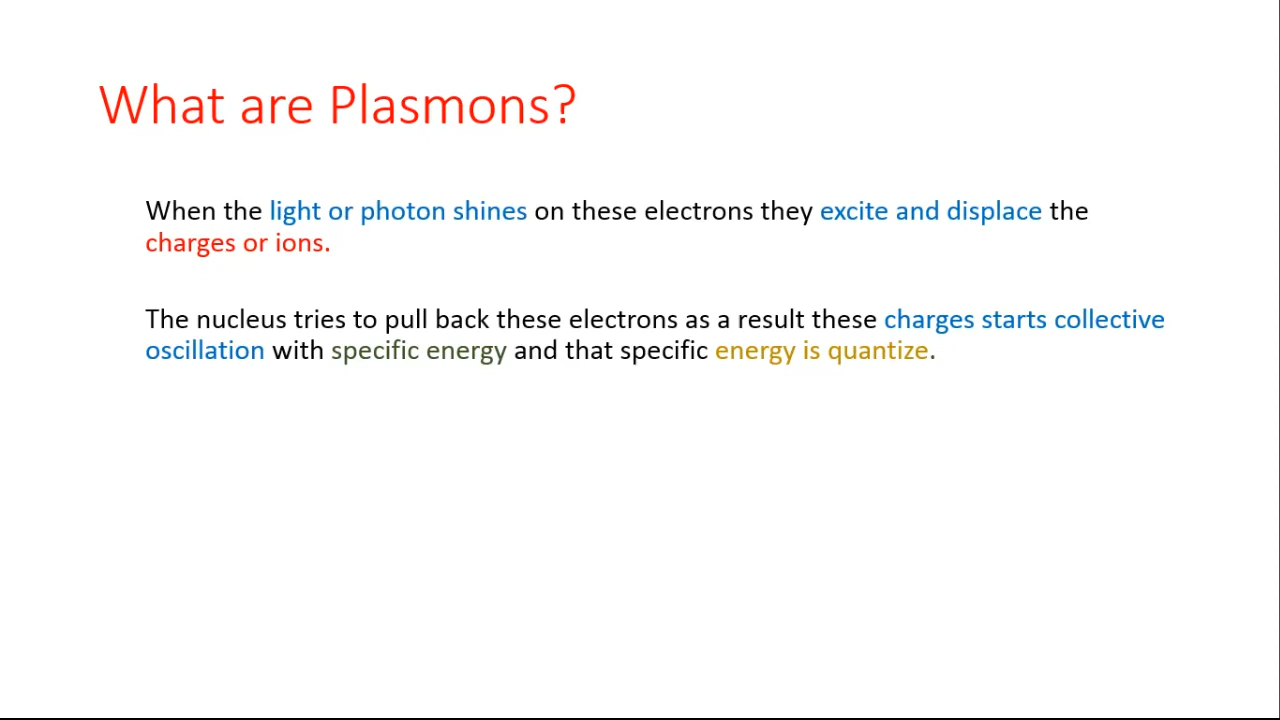 What are Plasmons?
When the light or photon shines on these electrons they excite and displace the
charges or ions.
The nucleus tries to pull back these electrons as a result these charges starts collective
oscillation with specific energy and that specific energy is quantize.